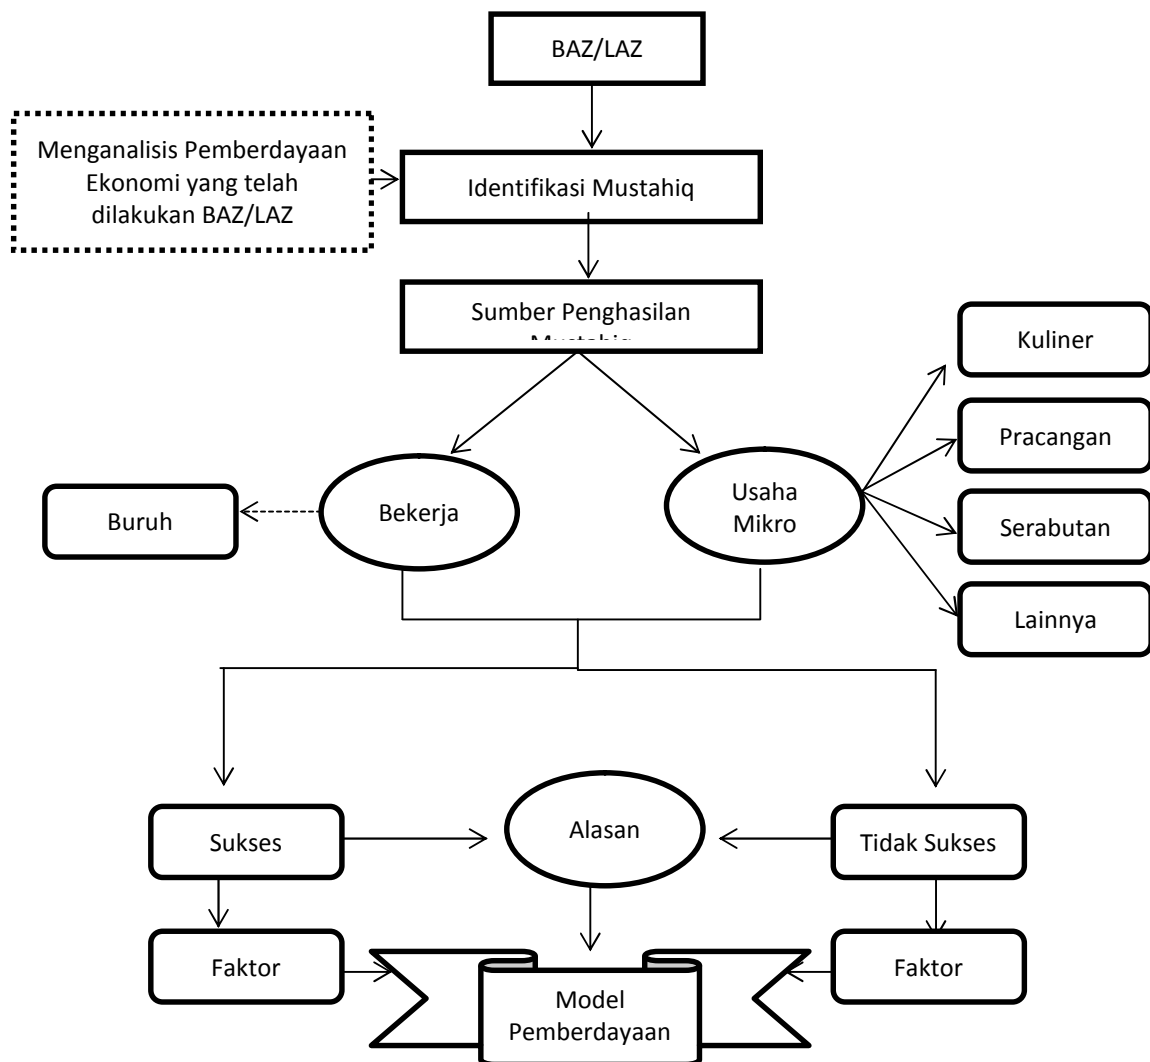 BAZ/LAZ
Menganalisis Pemberdayaan
Ekonomi yang telah
dilakukan BAZ/LAZ
Identifikasi Mustahiq
Sumber Penghasilan
Kuliner
Pracangan
Serabutan
Lainnya
Buruh
Bekerja
Usaha
Mikro
Sukses
Alasan
Tidak Sukses
Faktor
Model
Pemberdayaan
Faktor